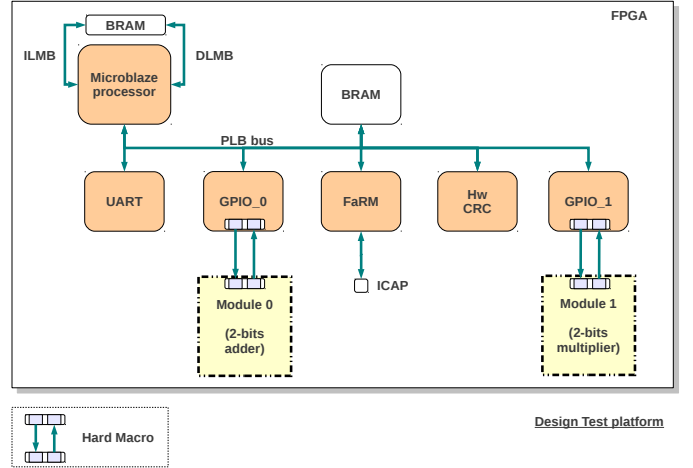 FPGA
BRAM
ILMB
DLMB
Microblaze
processor
BRAM
PLB bus
UART
GPIO_0
FaRM
Hw
CRC
GPIO_1
ICAP
Module 0
(2-bits
adder)
Module 1
(2-bits
multiplier)
Hard Macro
Design Test platform